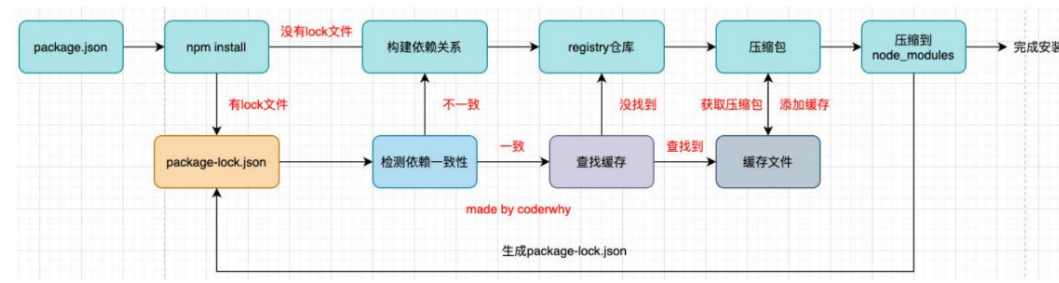 package.json
npm install
没有lock文件
构建依赖关系
registry仓库
压缩包
压缩到
node_modules
完成安装
有lock文件
不一致
没找到
获取压缩包
添加缓存
package-lock.json
检测依赖一致性
一致
查找缓存
查找到
缓存文件
made by coderwhy
生成package-lock.json